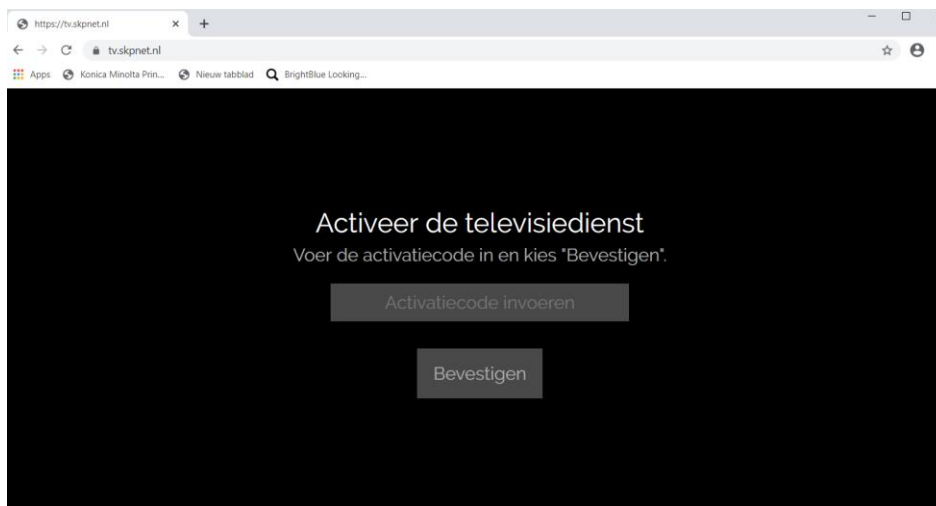 https://tv.skpnet.nl
tv.skpnet.nl
Apps Konica Minolta Prin... Nieuw tabblad BrightBlue Looking...
Activeer de televisiedienst
Voer de activatiecode in en kies "Bevestigen".
Activatiecode invoeren
Bevestigen